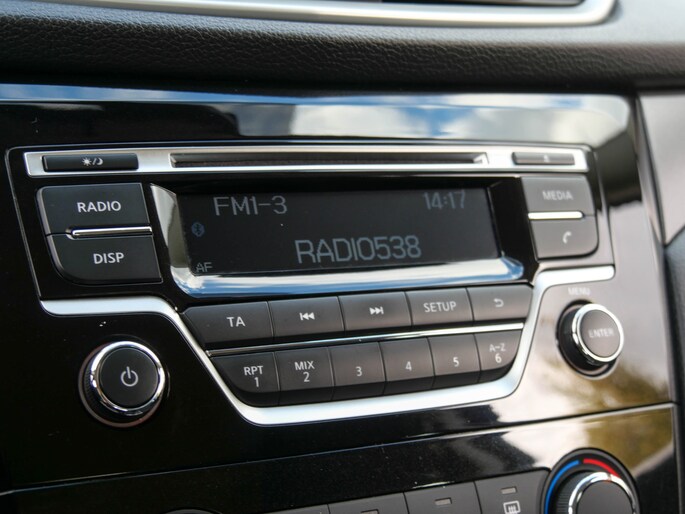 RADIO
DISP
FM1-3 14:17
RADIO538
AF
MEDIA
TA
SETUP
MENU
ENTER
RPT
1
MIX
2
3
4
5
A-Z
6